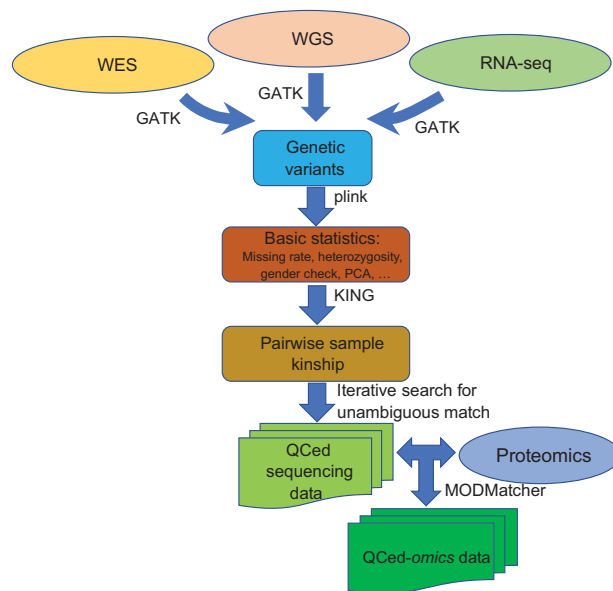 WGS
WES
RNA-seq
GATK
GATK
GATK
Genetic
variants
plink
Basic statistics:
Missing rate, heterozygosity,
gender check, PCA, ...
KING
Pairwise sample
kinship
Iterative search for
unambiguous match
QCed
sequencing
data
Proteomics
MODMatcher
QCed-omics data